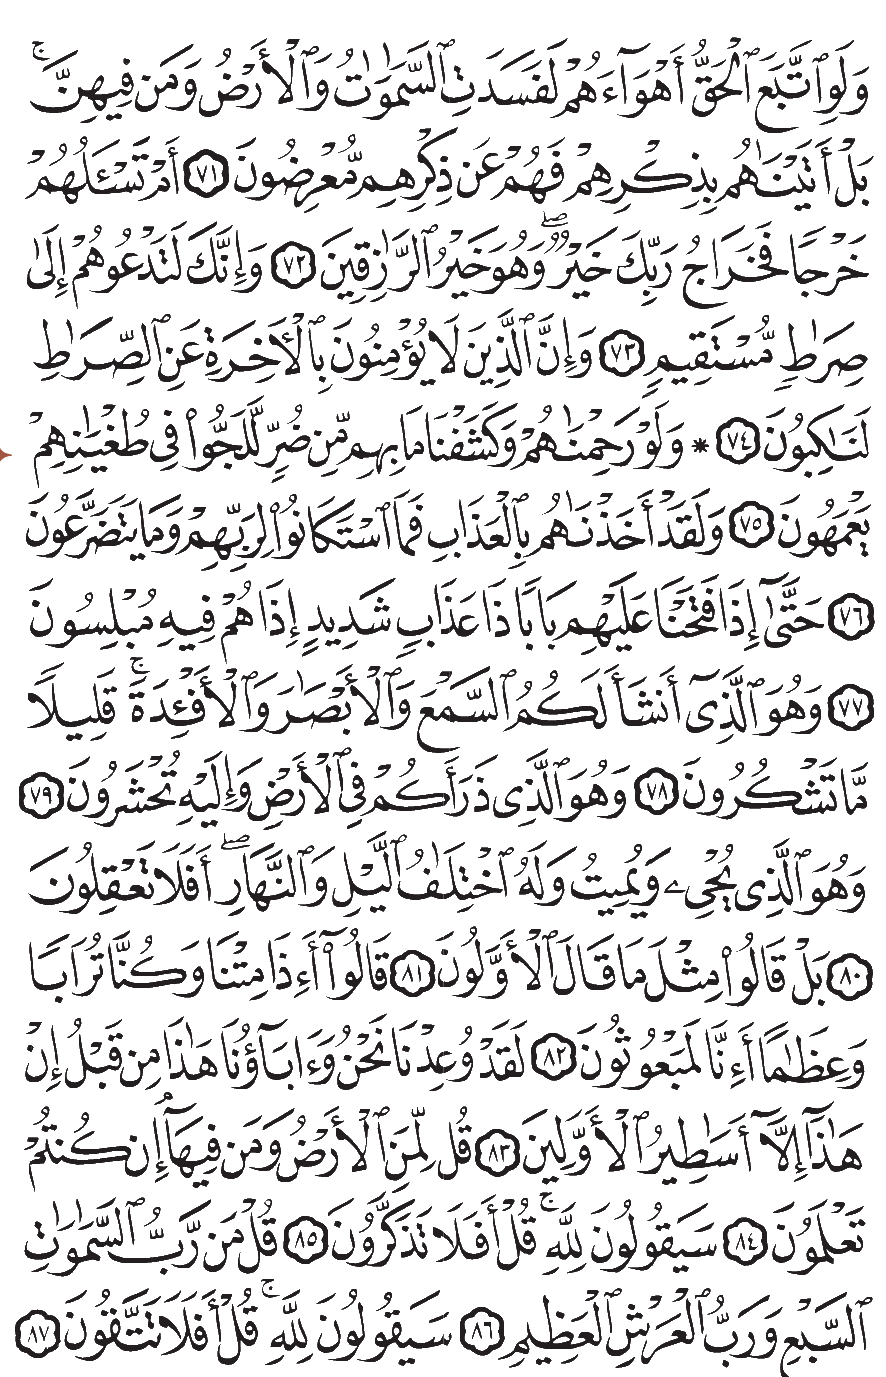 وَلَوِ ٱتَّبَعَ ٱلْحَقُّ أَهْوَآءَهُمْ لَفَسَدَتِ ٱلسَّمَٰوَٰتُ وَٱلْأَرْضُ وَمَن فِيهِنَّۚ
بَلْ أَتَيْنَٰهُم بِذِكْرِهِمْ فَهُمْ عَن ذِكْرِهِم مُّعْرِضُونَ ٧١ أَمْ تَسْـَٔلُهُمْ
خَرْجًا فَخَرَاجُ رَبِّكَ خَيْرٌۖ وَهُوَ خَيْرُ ٱلرَّٰزِقِينَ ٧٢ وَإِنَّكَ لَتَدْعُوهُمْ إِلَىٰ
صِرَٰطٍ مُّسْتَقِيمٍ ٧٣ وَإِنَّ ٱلَّذِينَ لَا يُؤْمِنُونَ بِٱلْأٓخِرَةِ عَنِ ٱلصِّرَٰطِ
لَنَٰكِبُونَ ٧٤ * وَلَوْ رَحِمْنَٰهُمْ وَكَشَفْنَا مَا بِهِم مِّن ضُرٍّ لَّلَجُّوا۟ فِى طُغْيَٰنِهِمْ
يَعْمَهُونَ ٧٥ وَلَقَدْ أَخَذْنَٰهُم بِٱلْعَذَابِ فَمَا ٱسْتَكَانُوا۟ لِرَبِّهِمْ وَمَا يَتَضَرَّعُونَ
٧٦ حَتَّىٰٓ إِذَا فَتَحْنَا عَلَيْهِم بَابًا ذَا عَذَابٍ شَدِيدٍ إِذَا هُمْ فِيهِ مُبْلِسُونَ
٧٧ وَهُوَ ٱلَّذِىٓ أَنشَأَ لَكُمُ ٱلسَّمْعَ وَٱلْأَبْصَٰرَ وَٱلْأَفْـِٔدَةَۚ قَلِيلًا
مَّا تَشْكُرُونَ ٧٨ وَهُوَ ٱلَّذِى ذَرَأَكُمْ فِى ٱلْأَرْضِ وَإِلَيْهِ تُحْشَرُونَ ٧٩
وَهُوَ ٱلَّذِى يُحْىِۦ وَيُمِيتُ وَلَهُ ٱخْتِلَٰفُ ٱلَّيْلِ وَٱلنَّهَارِۖ أَفَلَا تَعْقِلُونَ
٨٠ بَلْ قَالُوا۟ مِثْلَ مَا قَالَ ٱلْأَوَّلُونَ ٨١ قَالُوٓا۟ أَءِذَا مِتْنَا وَكُنَّا تُرَابًا
وَعِظَٰمًا أَءِنَّا لَمَبْعُوثُونَ ٨٢ لَقَدْ وُعِدْنَا نَحْنُ وَءَابَآؤُنَا هَٰذَا مِن قَبْلُ إِنْ
هَٰذَآ إِلَّآ أَسَٰطِيرُ ٱلْأَوَّلِينَ ٨٣ قُل لِّمَنِ ٱلْأَرْضُ وَمَن فِيهَآ إِن كُنتُمْ
تَعْلَمُونَ ٨٤ سَيَقُولُونَ لِلَّهِۚ قُلْ أَفَلَا تَذَكَّرُونَ ٨٥ قُلْ مَن رَّبُّ ٱلسَّمَٰوَٰتِ
ٱلسَّبْعِ وَرَبُّ ٱلْعَرْشِ ٱلْعَظِيمِ ٨٦ سَيَقُولُونَ لِلَّهِۚ قُلْ أَفَلَا تَتَّقُونَ ٨٧